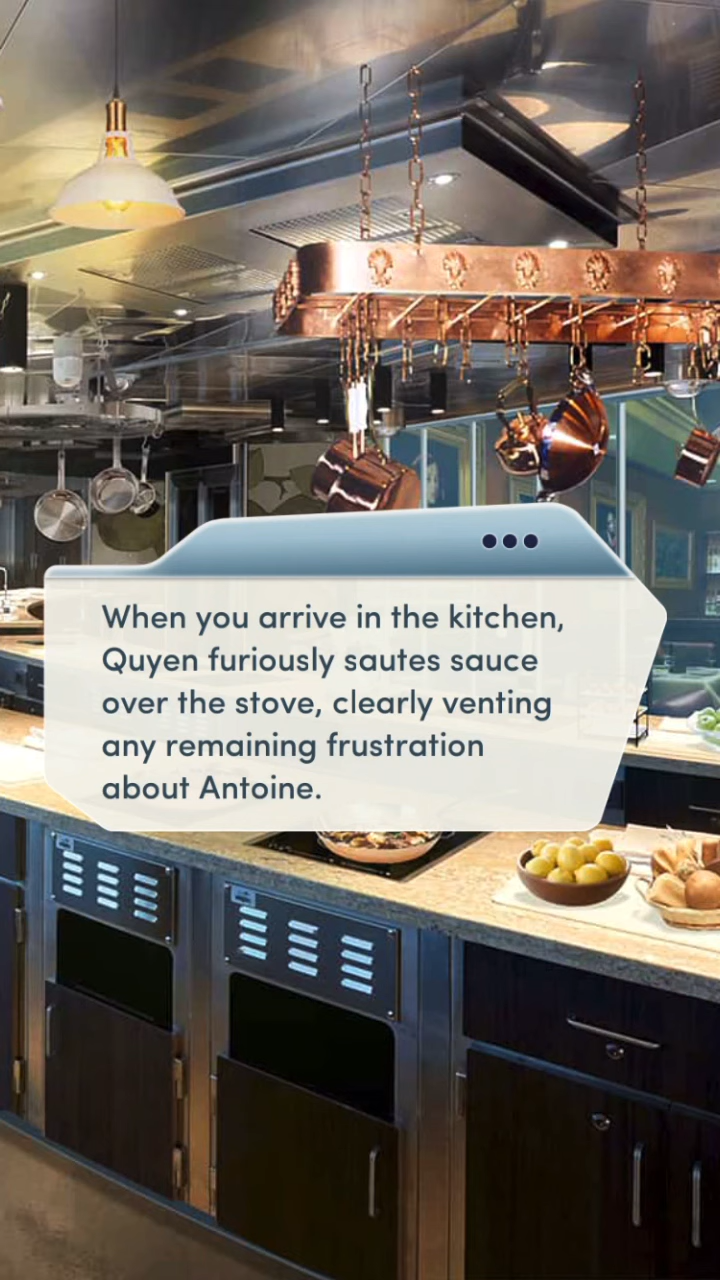 When you arrive in the kitchen,
Quyen furiously sautes sauce
over the stove, clearly venting
any remaining frustration
about Antoine.